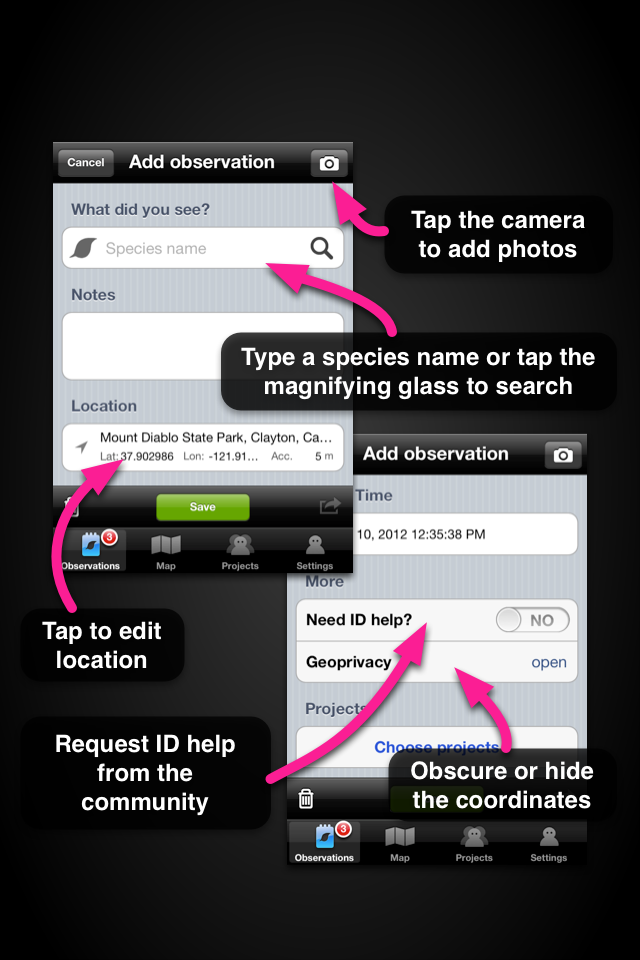 Cancel
Add observation
What did you see?
Species name
Tap the camera
to add photos
Notes
Type a species name or tap the
magnifying glass to search
Location
Mount Diablo State Park, Clayton, Ca...
Lat: 37.902986 Lon: -121.91... Acc. 5 m
Save
3
Observations
Map
Projects
Settings
Tap to edit
location
Add observation
Time
10, 2012 12:35:38 PM
More
Need ID help?
NO
Geoprivacy
open
Projects
Choose projects
Request ID help
from the
community
Obscure or hide
the coordinates
3
Observations
Map
Projects
Settings